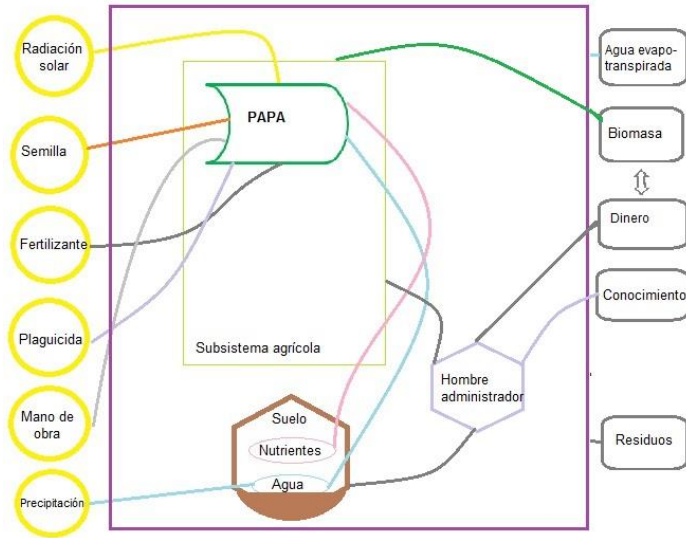 Radiación
solar
Semilla
Fertilizante
Plaguicida
Mano de
obra
Precipitación
PAPA
Subsistema agrícola
Suelo
Nutrientes
Agua
Hombre
administrador
Agua evapo-
transpirada
Biomasa
Dinero
Conocimiento
Residuos